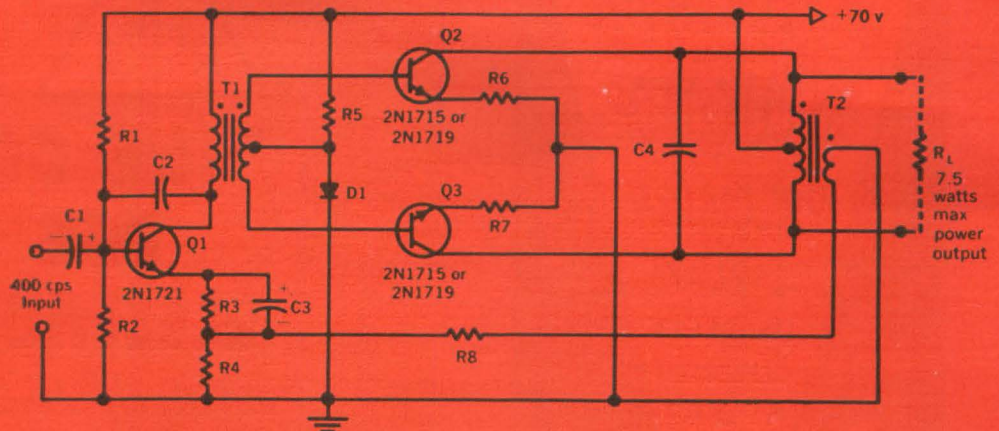 +70 v
Q2
R6
T1
T2
2N1715 or
2N1719
R5
R1
C2
C4
R L
7.5
watts
max
power
output
D1
Q3
R7
C1
Q1
2N1715 or
2N1719
400 cps
Input
2N1721
R3
C3
R2
R8
R4